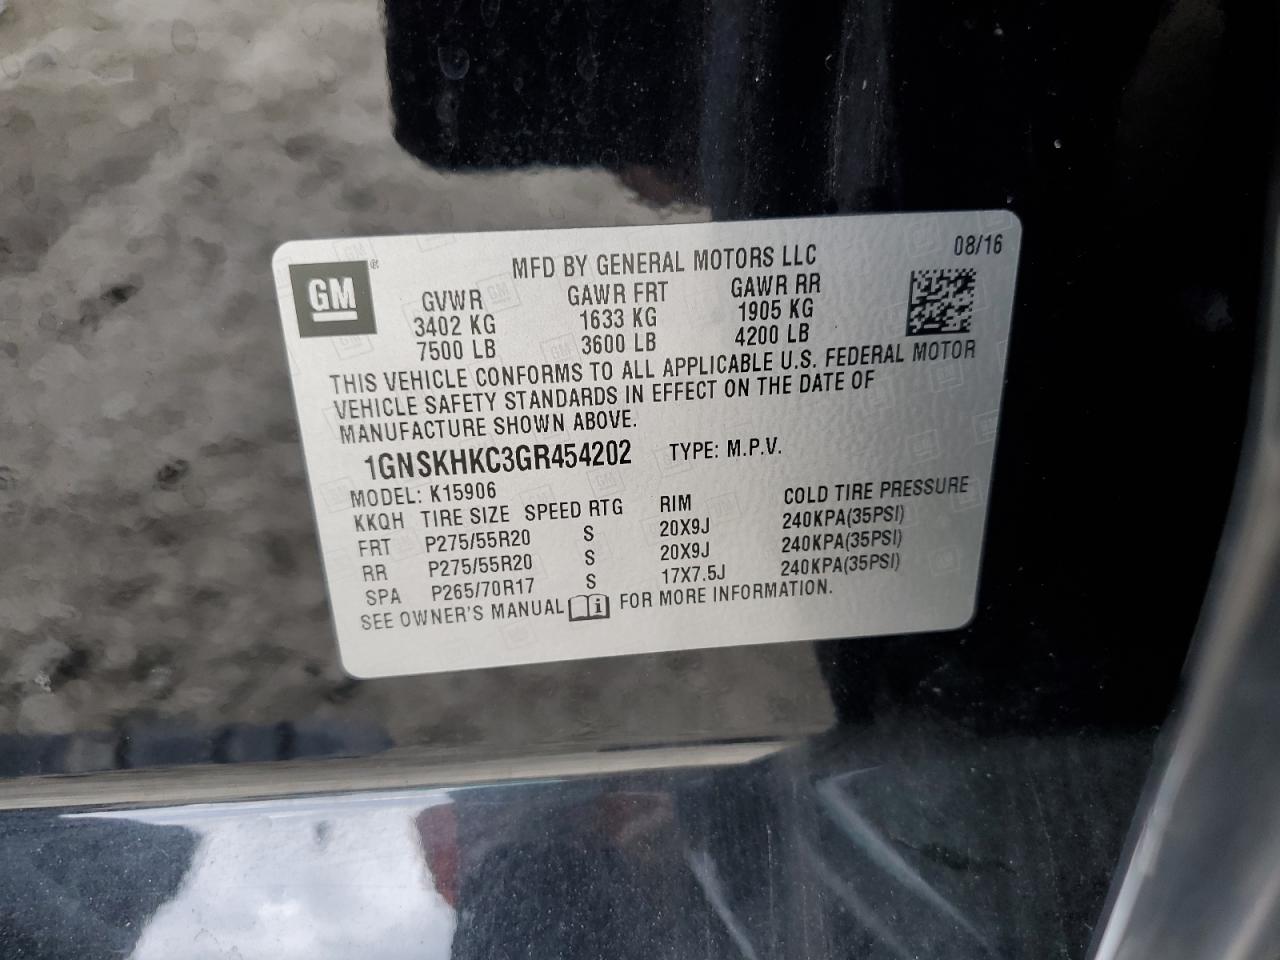 GM®
MFD BY GENERAL MOTORS LLC 08/16
GVWR GAWR FRT GAWR RR
3402 KG 1633 KG 1905 KG
7500 LB 3600 LB 4200 LB
THIS VEHICLE CONFORMS TO ALL APPLICABLE U.S. FEDERAL MOTOR
VEHICLE SAFETY STANDARDS IN EFFECT ON THE DATE OF
MANUFACTURE SHOWN ABOVE.
1GNSKHKC3GR454202 TYPE: M.P.V.
MODEL: K15906
KKQH TIRE SIZE SPEED RTG RIM COLD TIRE PRESSURE
FRT P275/55R20 S 20X9J 240KPA(35PSI)
RR P275/55R20 S 20X9J 240KPA(35PSI)
SPA P265/70R17 S 17X7.5J 240KPA(35PSI)
SEE OWNER'S MANUAL i FOR MORE INFORMATION.